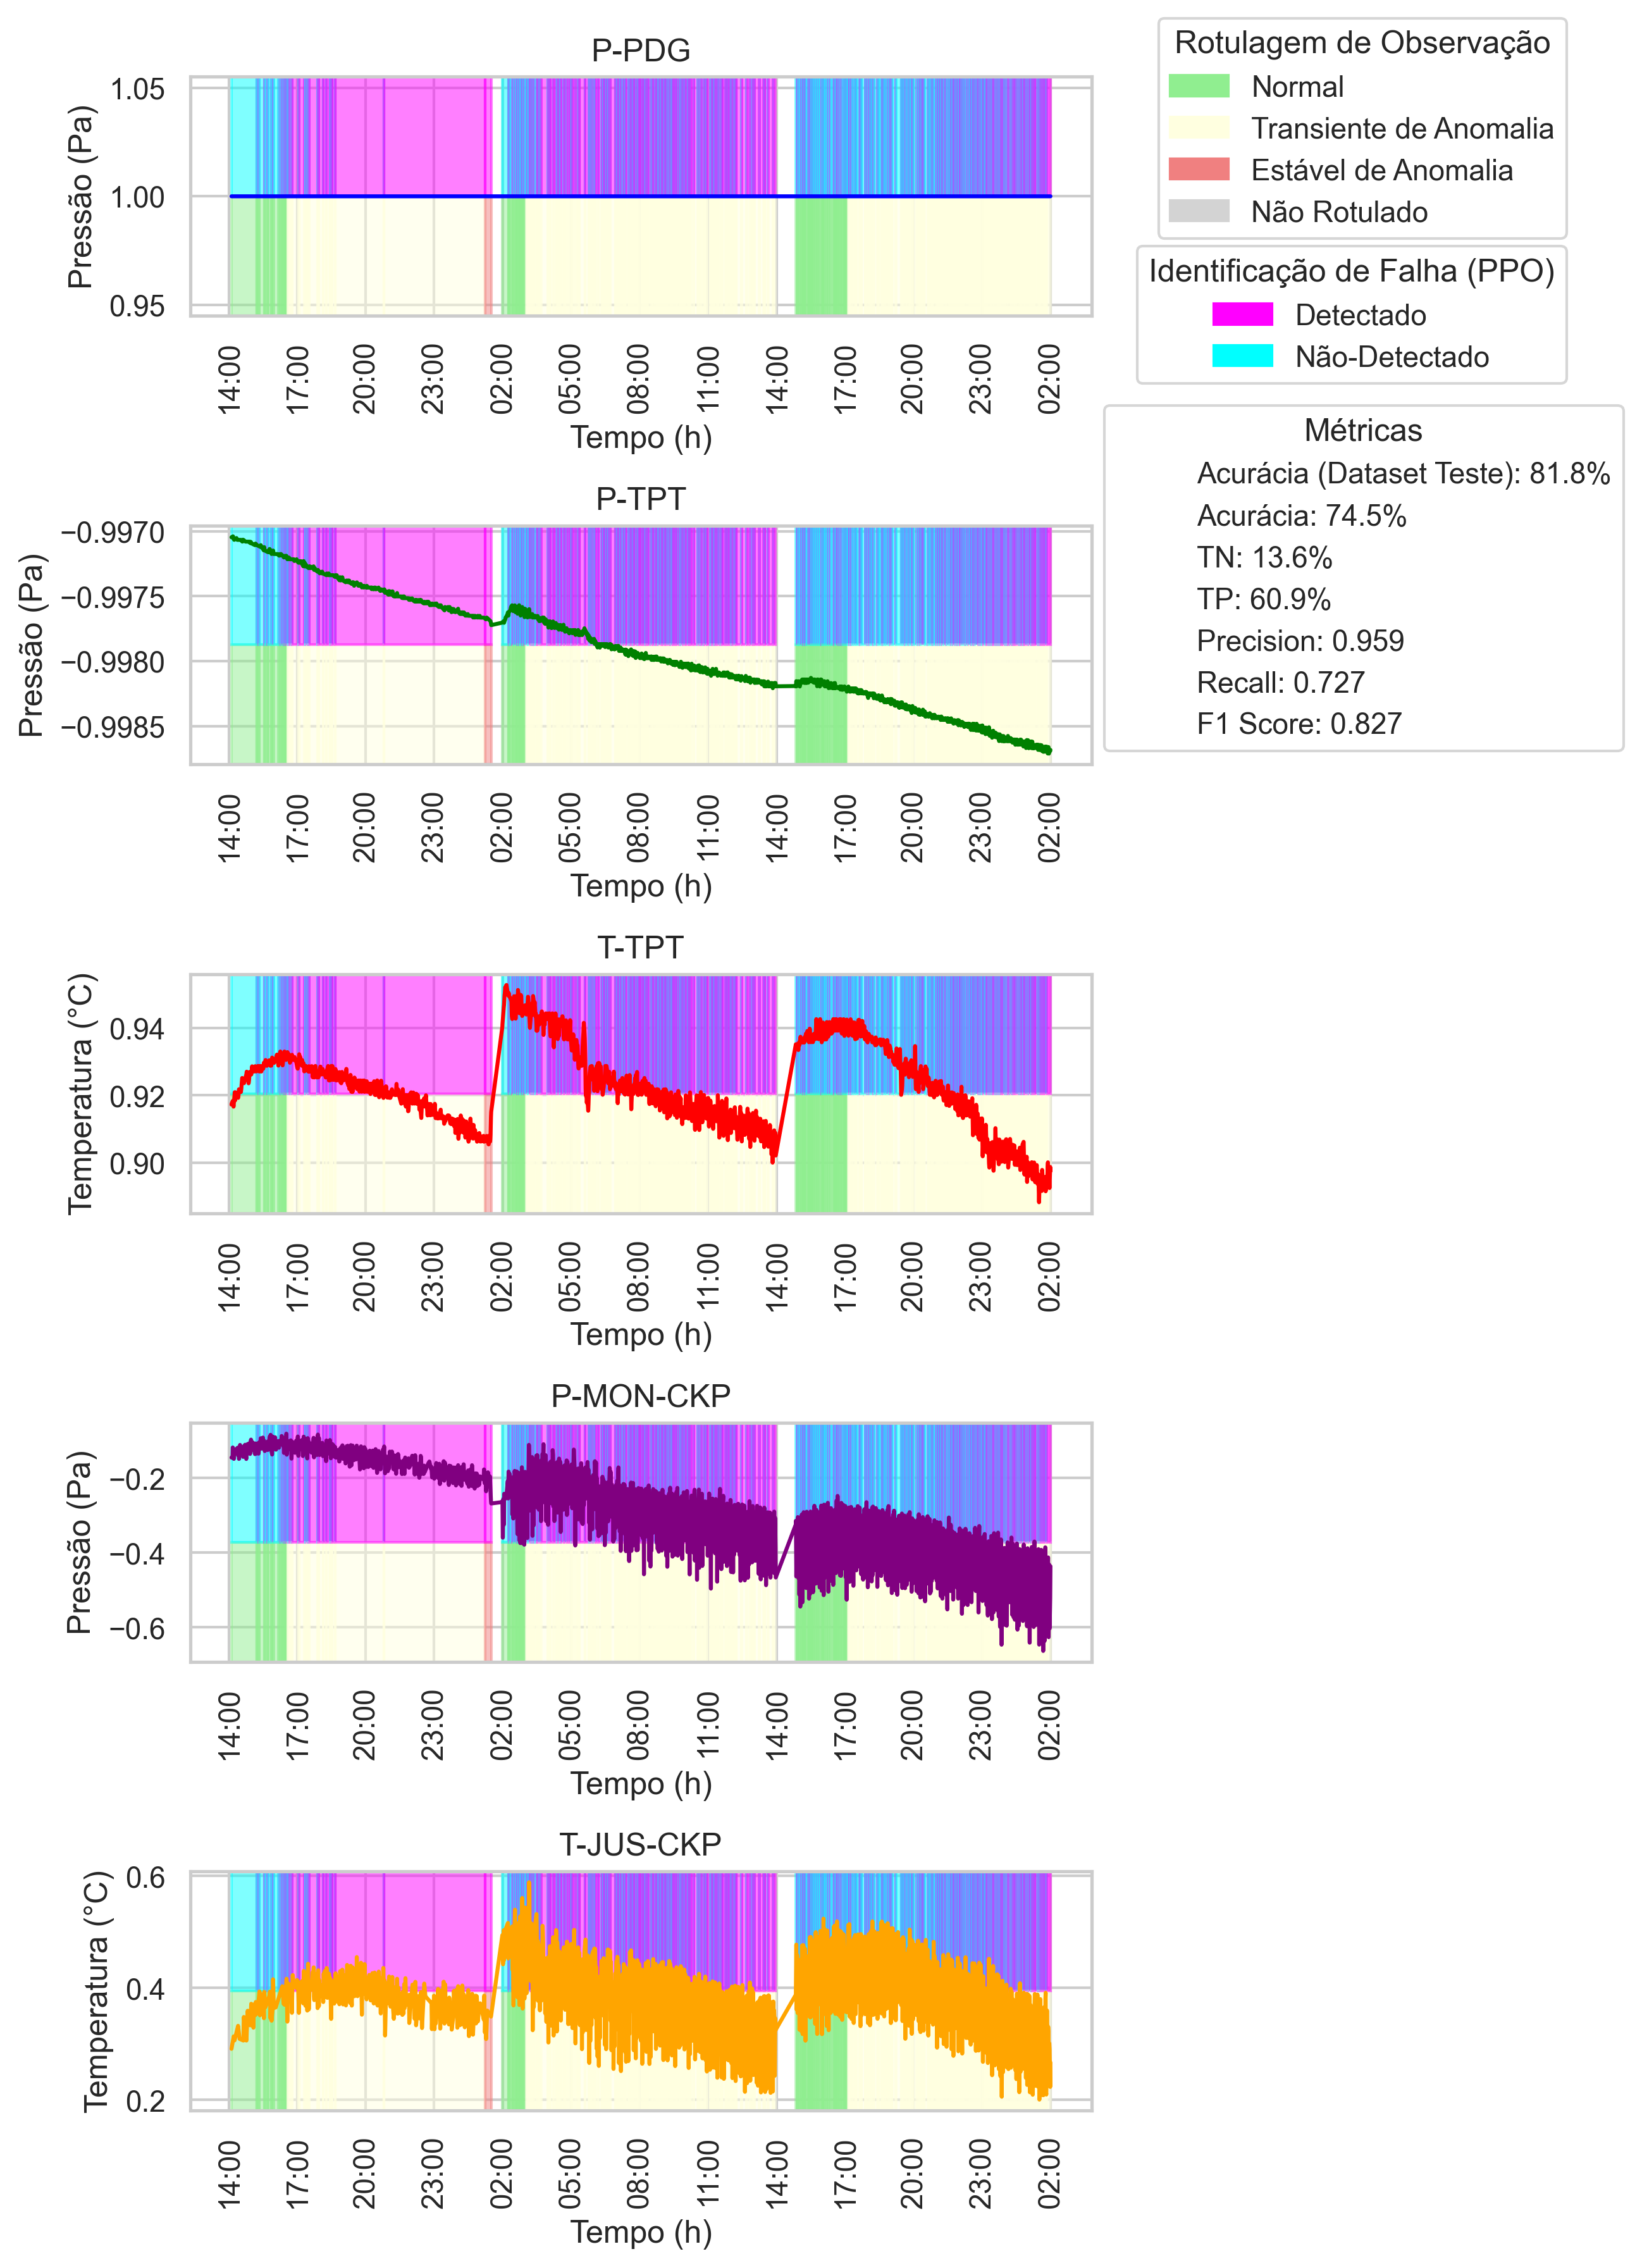 P-PDG
Pressão (Pa)
1.05
1.00
0.95
14:00 17:00 20:00 23:00 02:00 05:00 08:00 11:00 14:00 17:00 20:00 23:00 02:00
Tempo (h)
Rotulagem de Observação
Normal
Transiente de Anomalia
Estável de Anomalia
Não Rotulado
Identificação de Falha (PPO)
Detectado
Não-Detectado
Métricas
Acurácia (Dataset Teste): 81.8%
Acurácia: 74.5%
TN: 13.6%
TP: 60.9%
Precision: 0.959
Recall: 0.727
F1 Score: 0.827
P-TPT
Pressão (Pa)
−0.9970
−0.9975
−0.9980
−0.9985
14:00 17:00 20:00 23:00 02:00 05:00 08:00 11:00 14:00 17:00 20:00 23:00 02:00
Tempo (h)
T-TPT
Temperatura (°C)
0.94
0.92
0.90
14:00 17:00 20:00 23:00 02:00 05:00 08:00 11:00 14:00 17:00 20:00 23:00 02:00
Tempo (h)
P-MON-CKP
Pressão (Pa)
−0.2
−0.4
−0.6
14:00 17:00 20:00 23:00 02:00 05:00 08:00 11:00 14:00 17:00 20:00 23:00 02:00
Tempo (h)
T-JUS-CKP
Temperatura (°C)
0.6
0.4
0.2
14:00 17:00 20:00 23:00 02:00 05:00 08:00 11:00 14:00 17:00 20:00 23:00 02:00
Tempo (h)